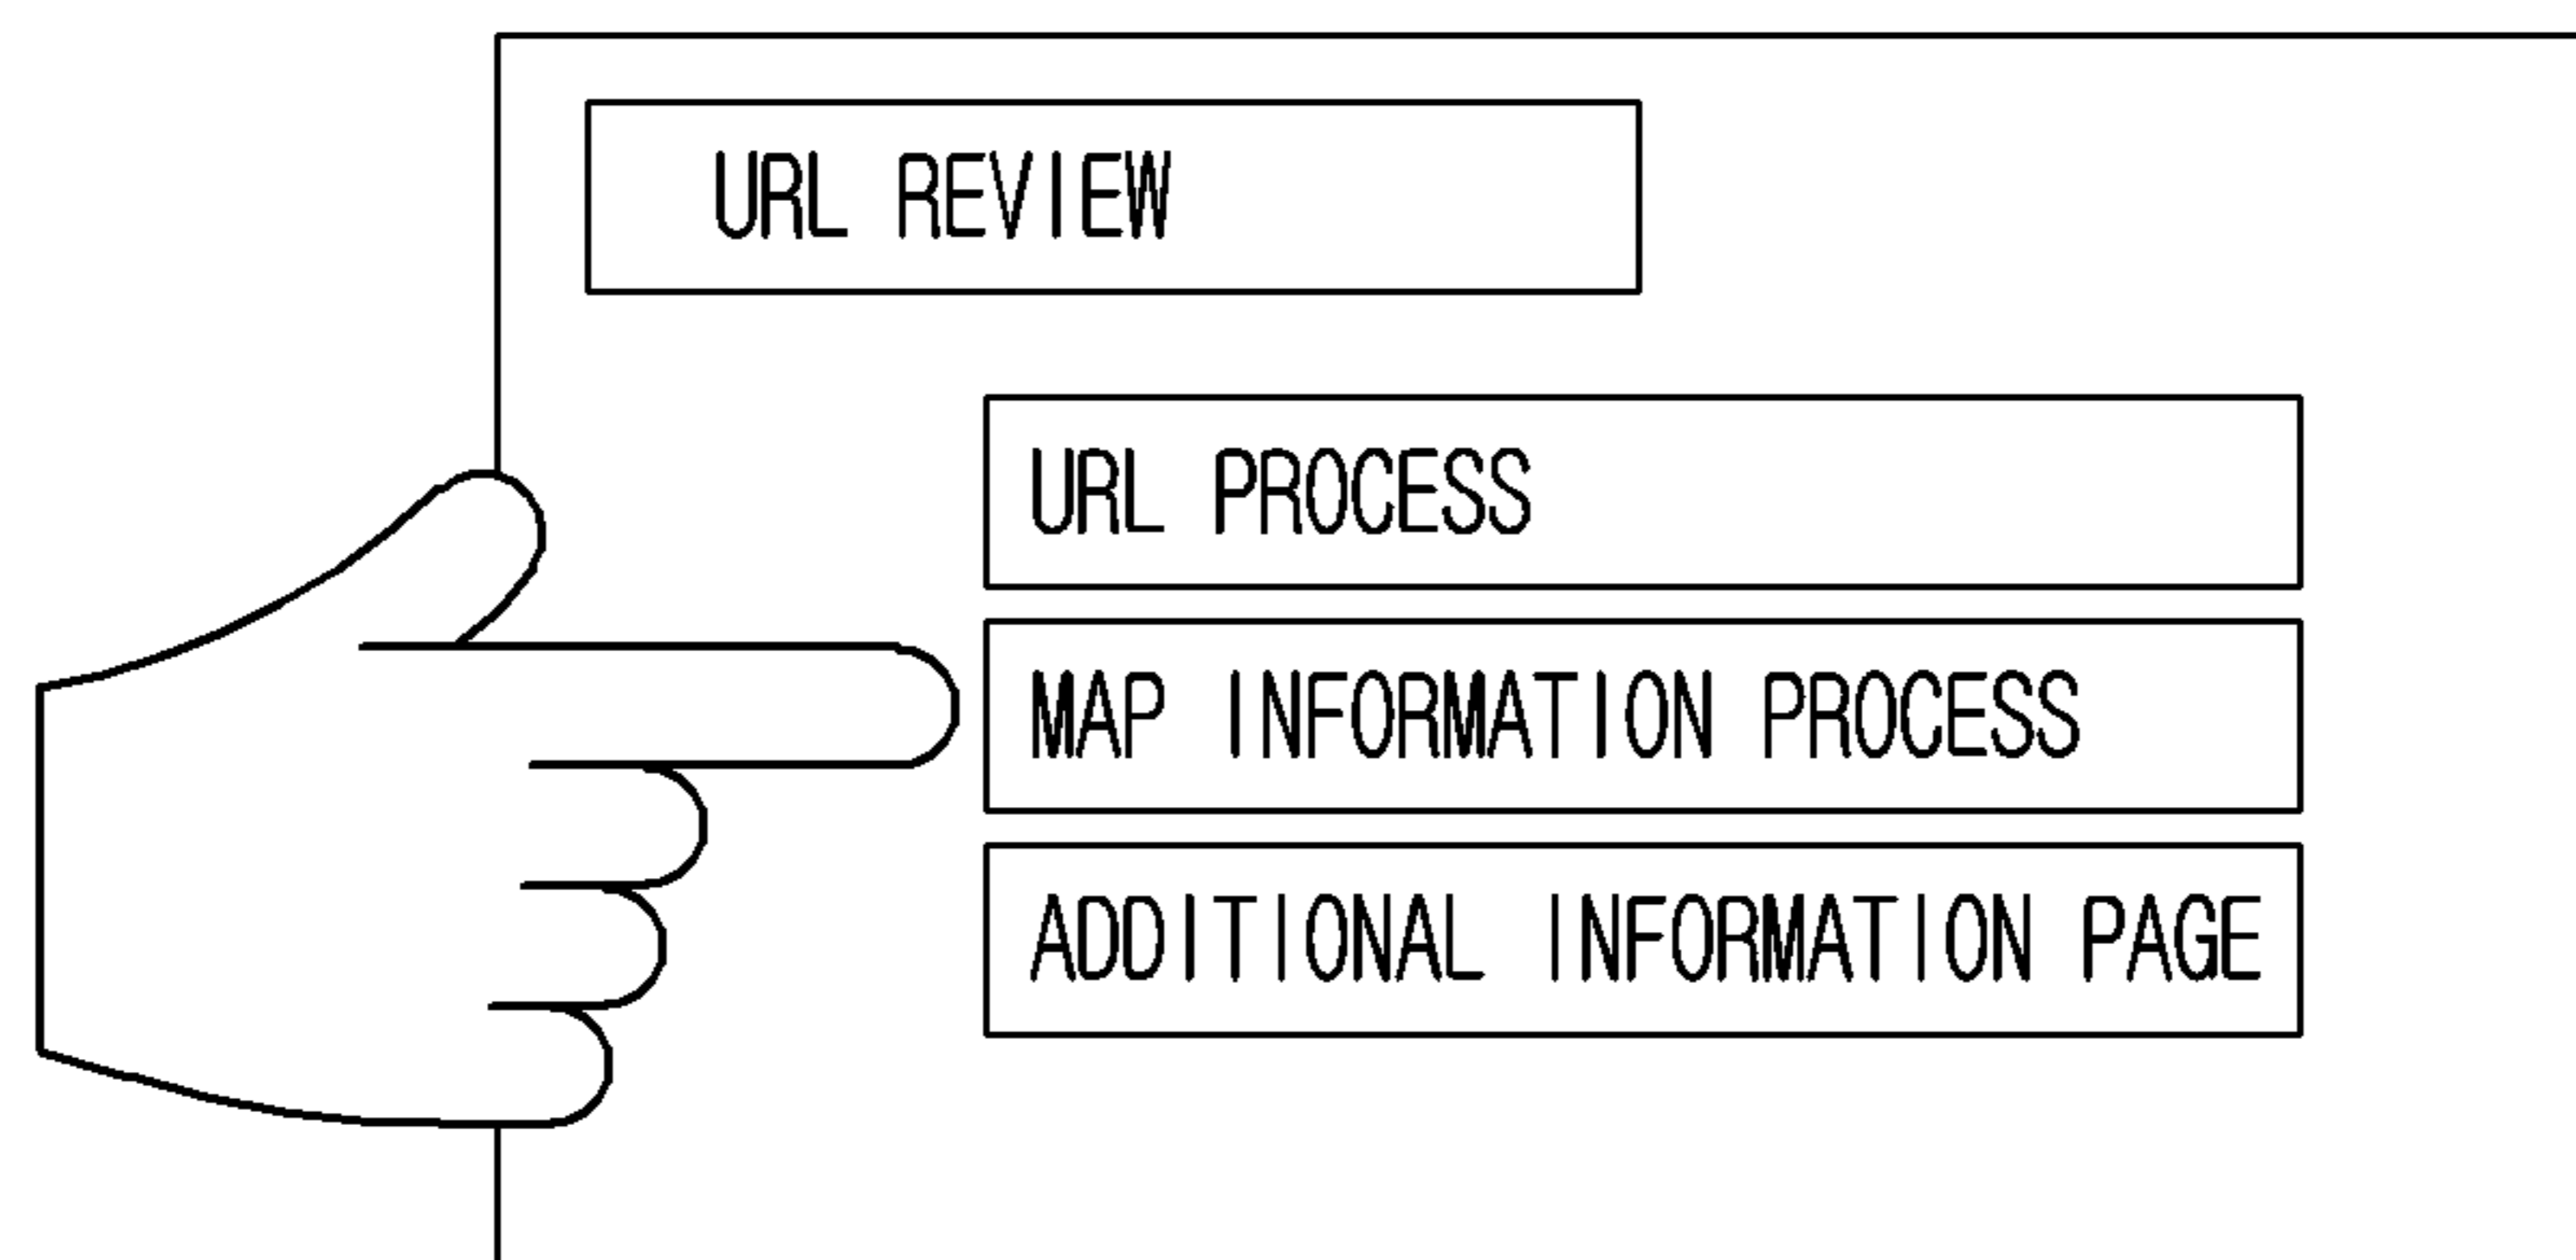 URL REVIEW
URL PROCESS
MAP INFORMATION PROCESS
ADDITIONAL INFORMATION PAGE